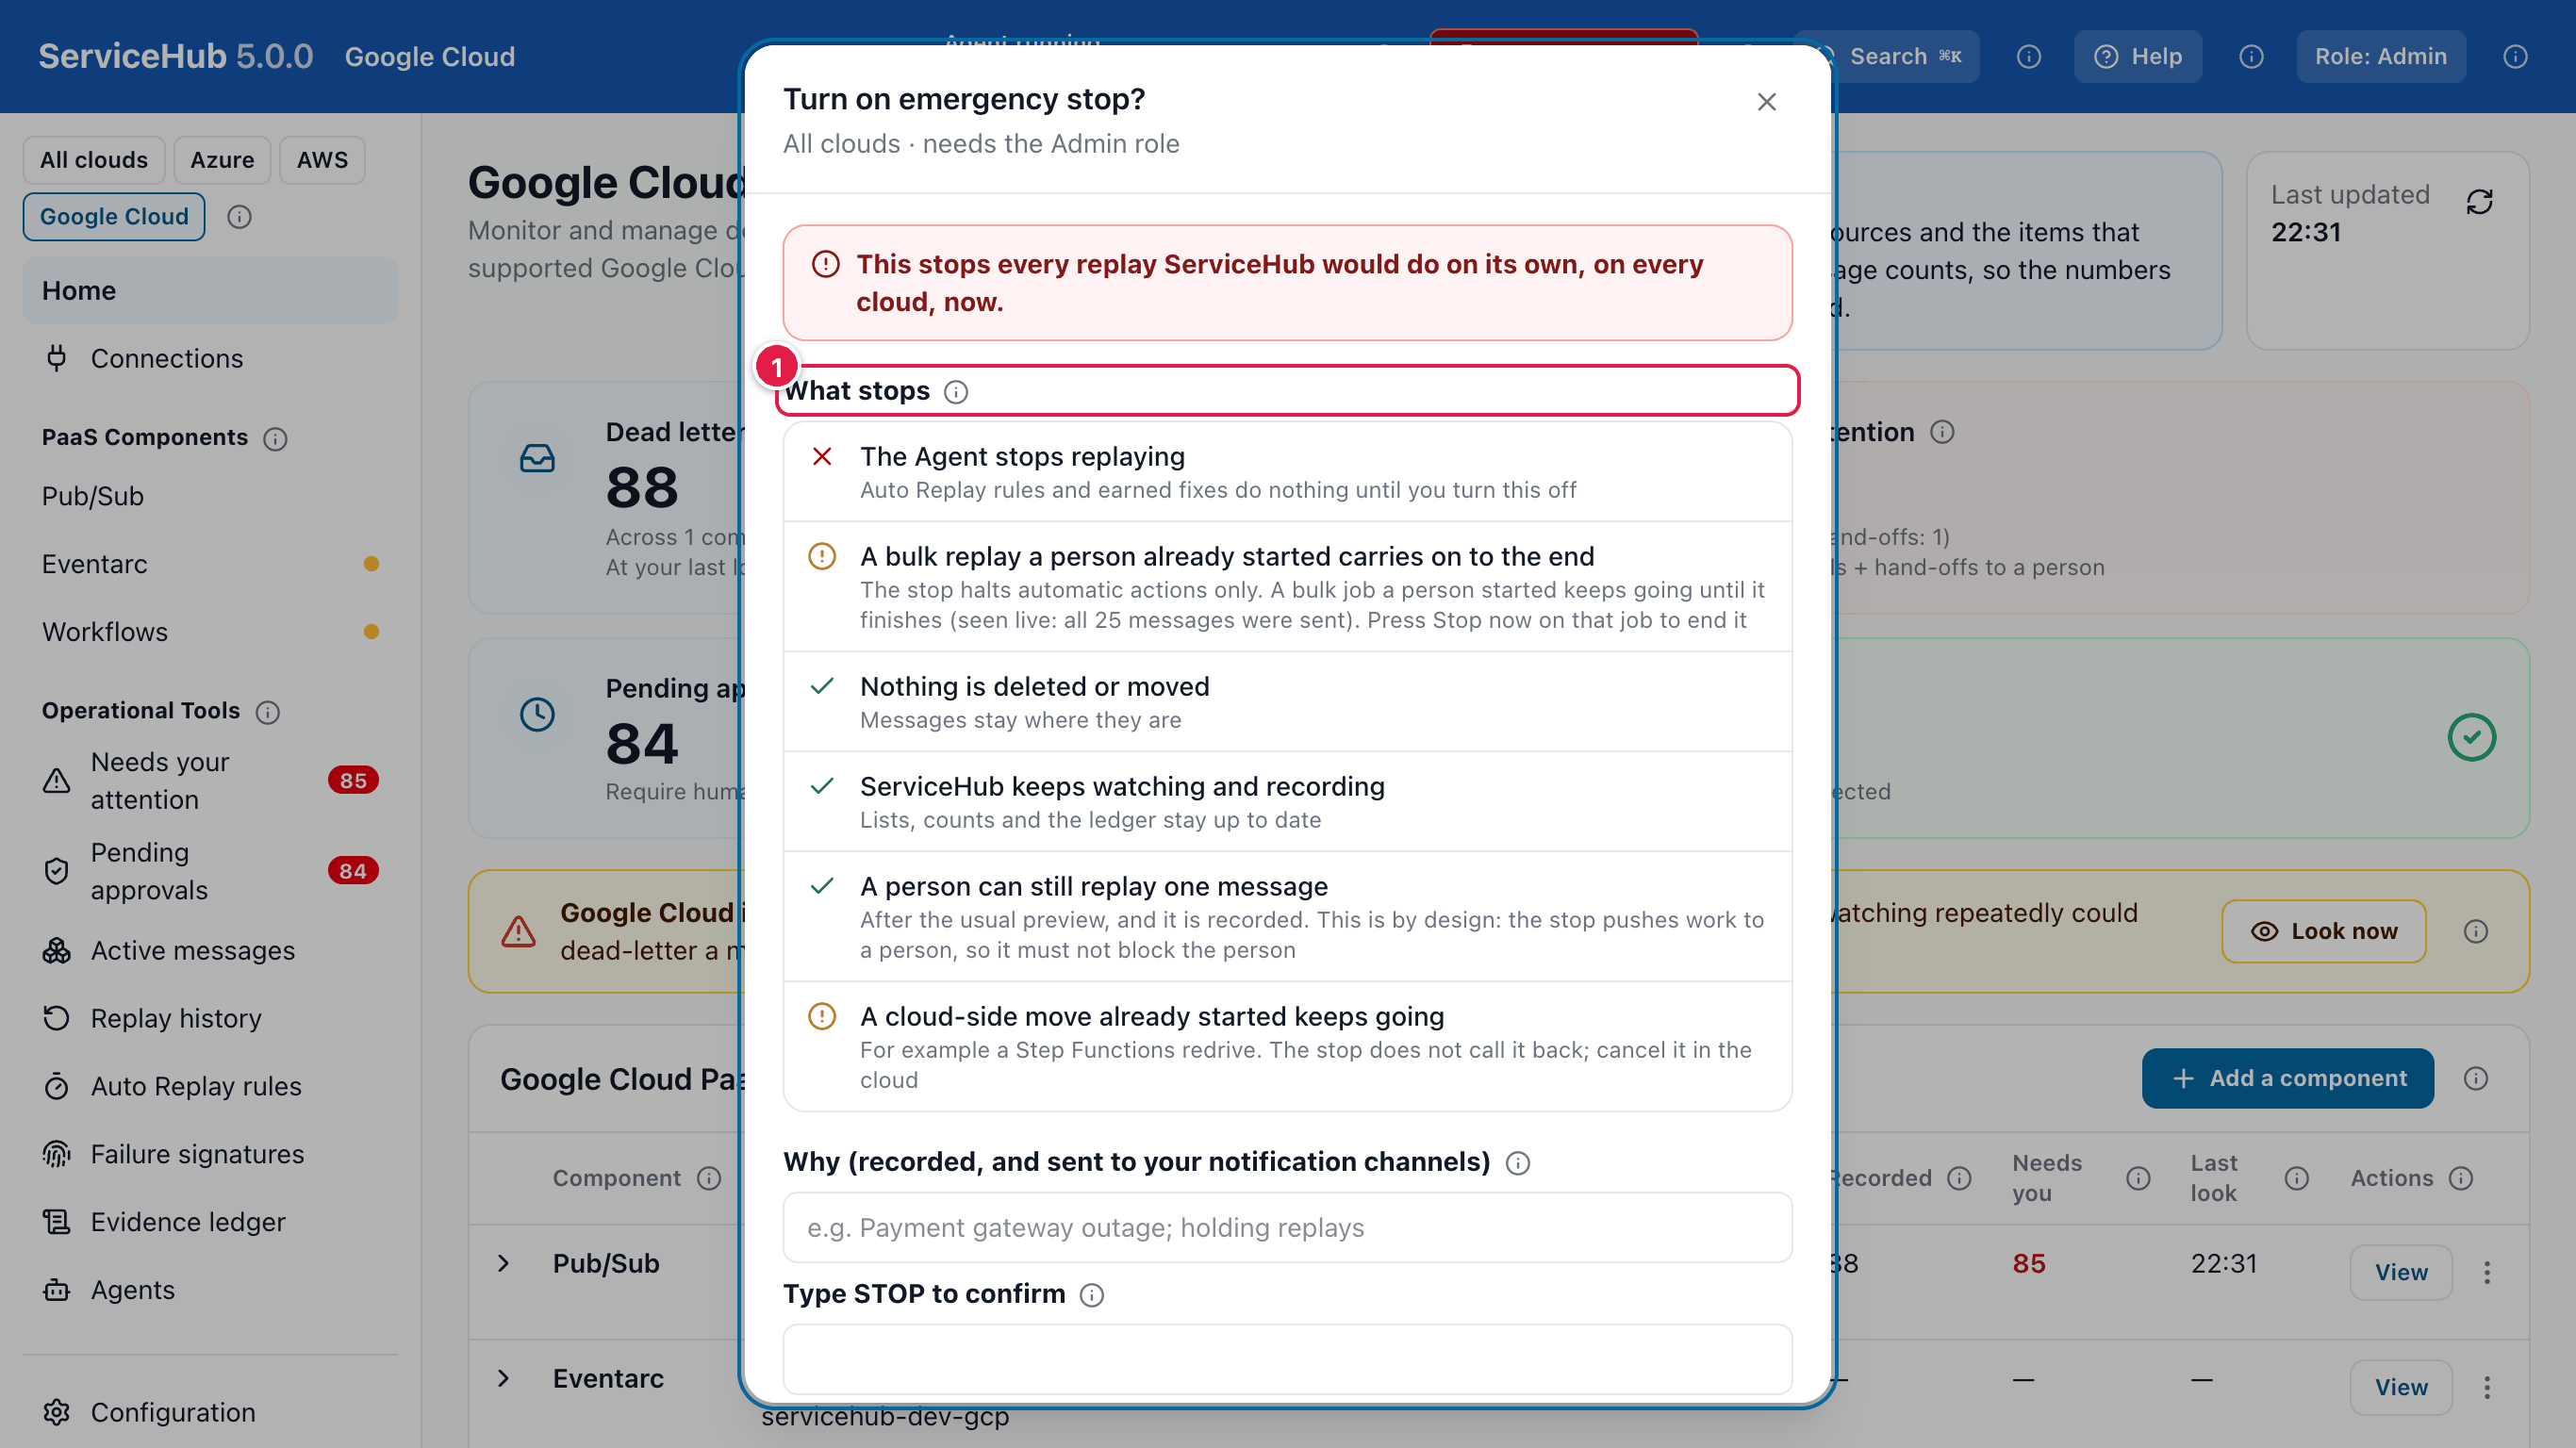 ServiceHub 5.0.0 Google Cloud
Search ⌘K
Help
Role: Admin
All clouds
Azure
AWS
Google Cloud
Home
Connections
PaaS Components
Pub/Sub
Eventarc
Workflows
Operational Tools
Needs your
attention
85
Pending
approvals
84
Active messages
Replay history
Auto Replay rules
Failure signatures
Evidence ledger
Agents
Configuration
Google Cloud
Monitor and manage
supported Google
Dead letter
88
Across 1
At your last
Pending
84
Require
Google Cloud
dead-letter a
Google Cloud
Component
Pub/Sub
Eventarc
servicehub-dev-gcp
Turn on emergency stop?
All clouds · needs the Admin role
This stops every replay ServiceHub would do on its own, on every
cloud, now.
1
What stops
The Agent stops replaying
Auto Replay rules and earned fixes do nothing until you turn this off
A bulk replay a person already started carries on to the end
The stop halts automatic actions only. A bulk job a person started keeps going until it
finishes (seen live: all 25 messages were sent). Press Stop now on that job to end it
Nothing is deleted or moved
Messages stay where they are
ServiceHub keeps watching and recording
Lists, counts and the ledger stay up to date
A person can still replay one message
After the usual preview, and it is recorded. This is by design: the stop pushes work to
a person, so it must not block the person
A cloud-side move already started keeps going
For example a Step Functions redrive. The stop does not call it back; cancel it in the
cloud
Why (recorded, and sent to your notification channels)
e.g. Payment gateway outage; holding replays
Type STOP to confirm
and the items that
counts, so the numbers
Last updated
22:31
1)
+ hand-offs to a person
repeatedly could
Look now
Add a component
Recorded
Needs
you
Last
look
Actions
85
22:31
View
— — —
View